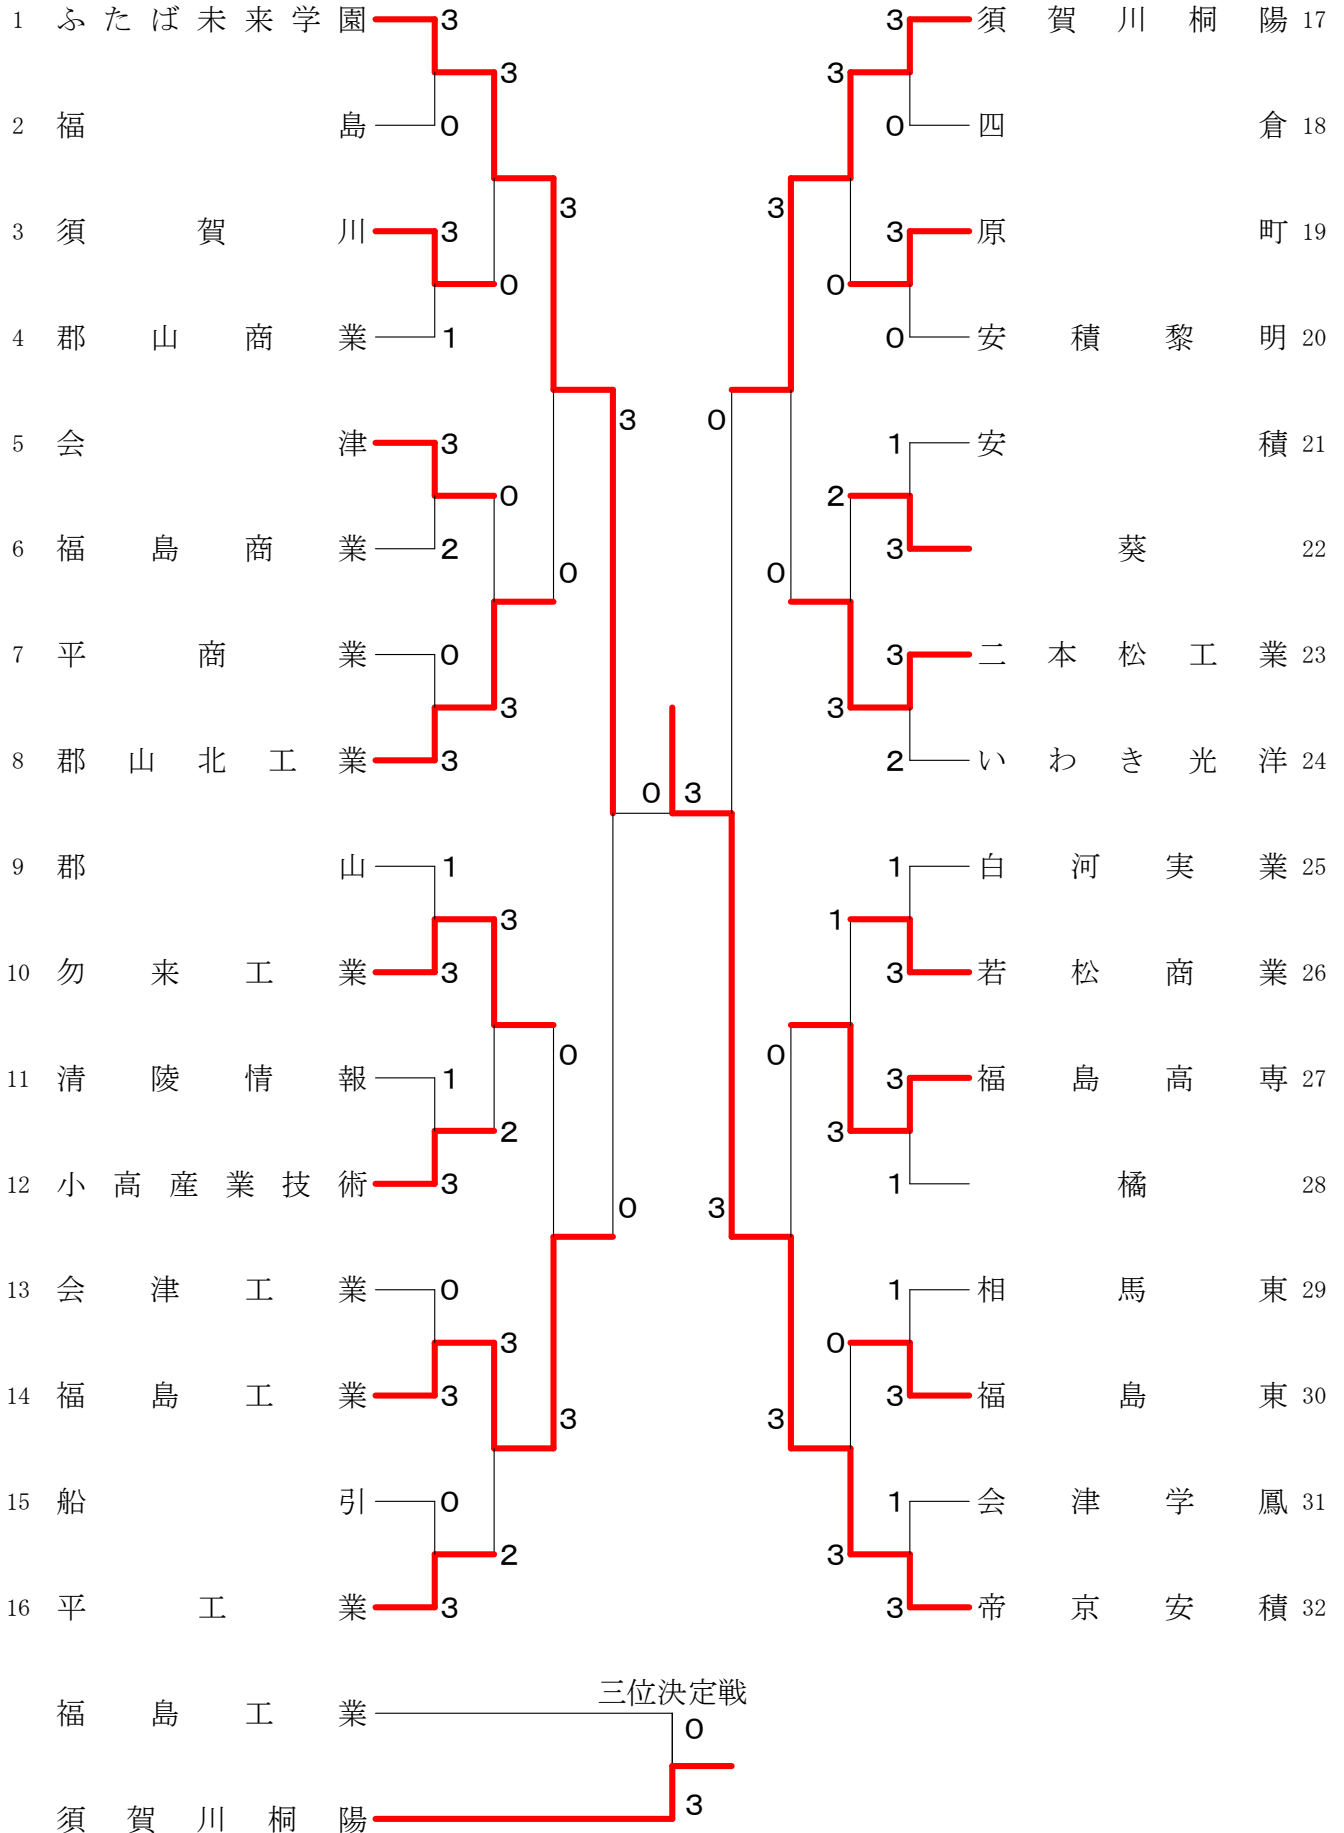 1 ふたば未来学園 3 3 須賀川桐陽 17
3 3
2 福島 0 0 四倉 18
3 3
3 須賀川 3 3 原町 19
0 0
4 郡山商業 1 0 安積黎明 20
3 0
5 会津 3 1 安積 21
0 2
6 福島商業 2 3 葵 22
0 0
7 平商業 0 3 二本松工業 23
3 3
8 郡山北工業 3 2 いわき光洋 24
0 3
9 郡山 1 1 白河実業 25
3 1
10 勿来工業 3 3 若松商業 26
0 0
11 清陵情報 1 3 福島高専 27
2 3
12 小高産業技術 3 1 橘 28
0 3
13 会津工業 0 1 相馬東 29
3 0
14 福島工業 3 3 福島東 30
3 3
15 船引 0 1 会津学鳳 31
2 3
16 平工業 3 3 帝京安積 32
三位決定戦
福島工業 0
須賀川桐陽 3